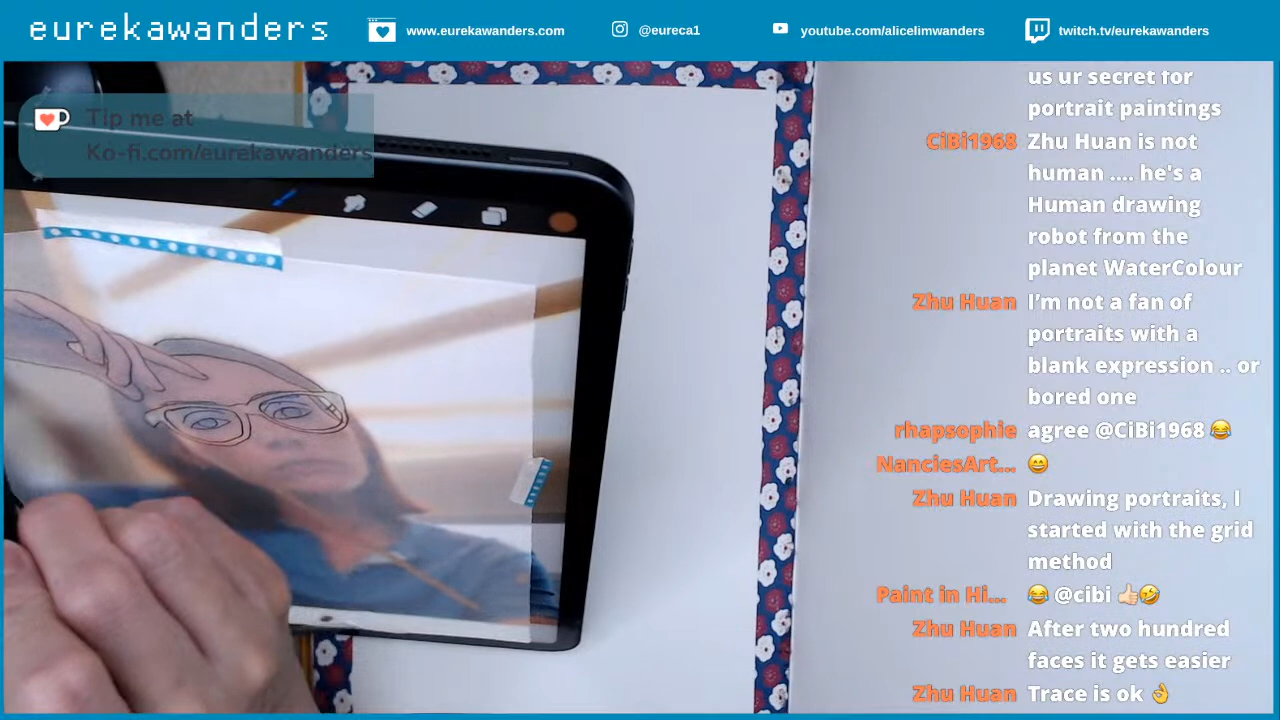 eurekawanders
www.eurekawanders.com
@eureca1
youtube.com/alicelimwanders
twitch.tv/eurekawanders
Tip me at
Ko-fi.com/eurekawanders
us ur secret for
portrait paintings
CiBi1968 Zhu Huan is not
human .... he's a
Human drawing
robot from the
planet WaterColour
Zhu Huan I’m not a fan of
portraits with a
blank expression .. or
bored one
rhapsophie agree @CiBi1968 😂
NanciesArt... 😄
Zhu Huan Drawing portraits, I
started with the grid
method
Paint in Hi... 😂 @cibi 👍🏻🤣
Zhu Huan After two hundred
faces it gets easier
Zhu Huan Trace is ok 👌